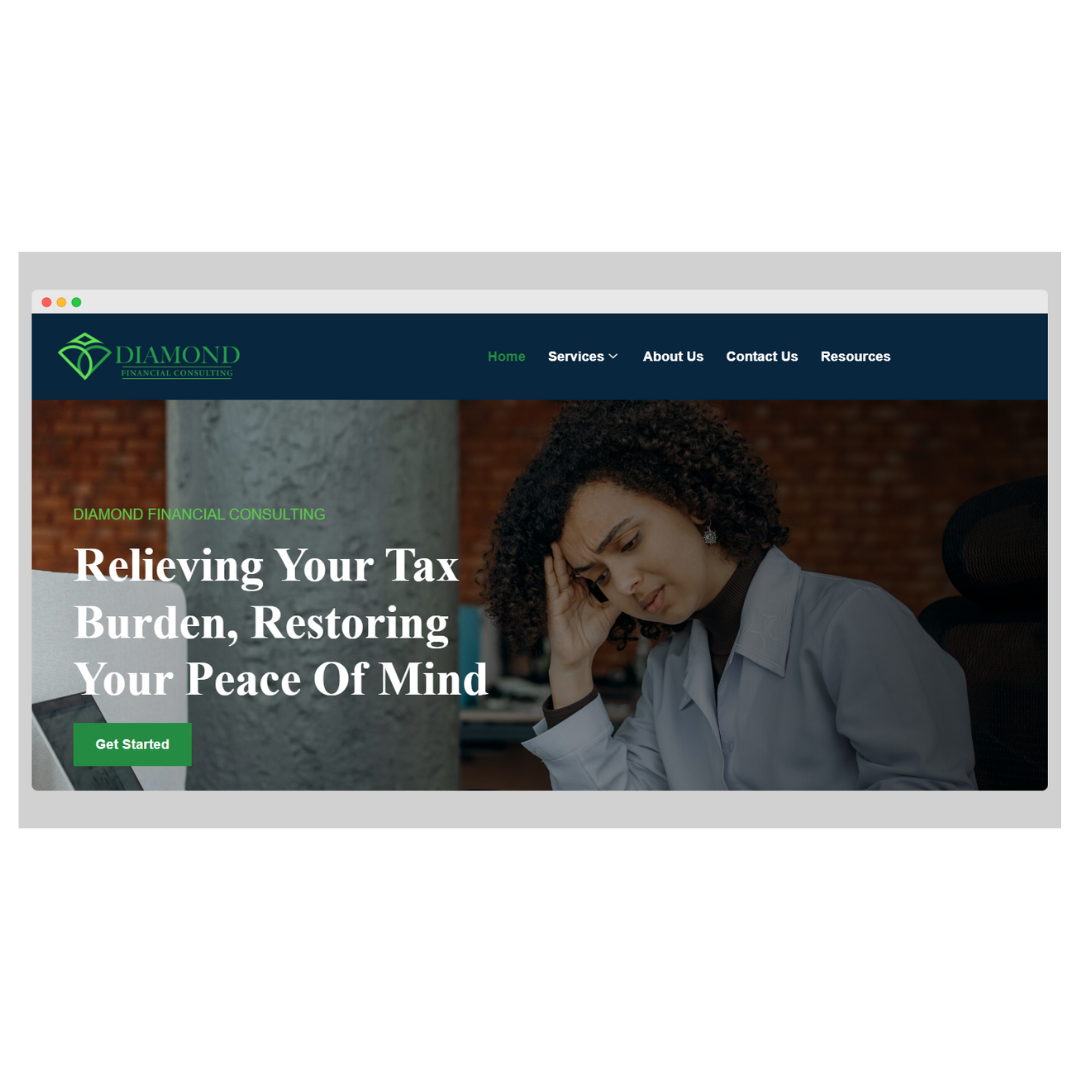 DIAMOND
FINANCIAL CONSULTING
Home
Services
About Us
Contact Us
Resources
DIAMOND FINANCIAL CONSULTING
Relieving Your Tax
Burden, Restoring
Your Peace Of Mind
Get Started